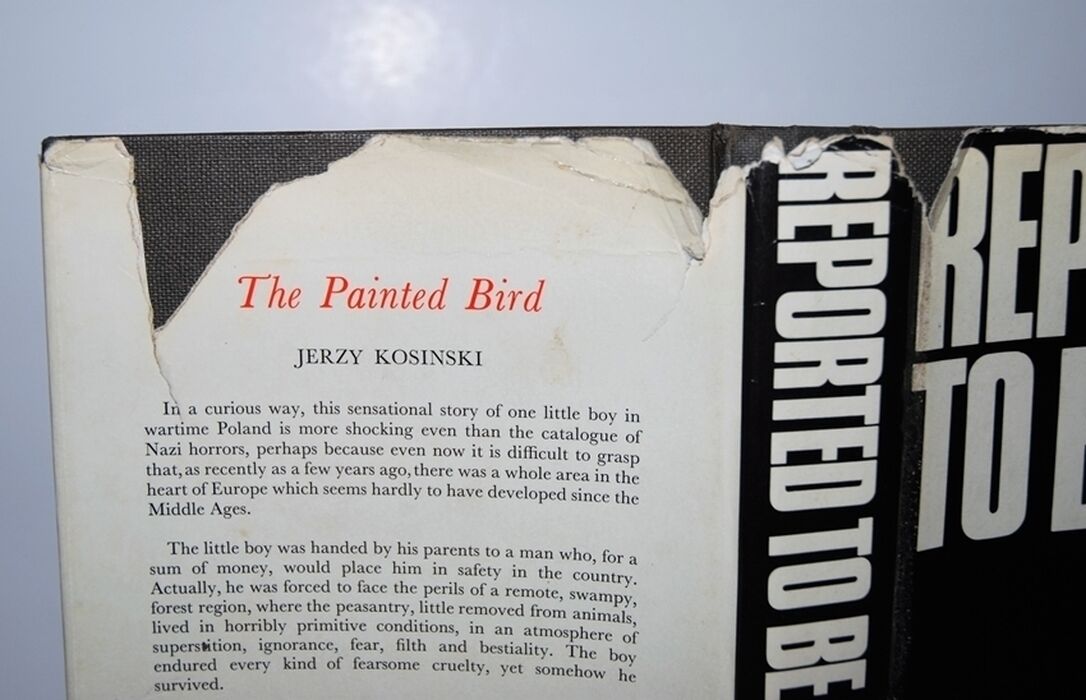 The Painted Bird
JERZY KOSINSKI
In a curious way, this sensational story of one little boy in
wartime Poland is more shocking even than the catalogue of
Nazi horrors, perhaps because even now it is difficult to grasp
that, as recently as a few years ago, there was a whole area in the
heart of Europe which seems hardly to have developed since the
Middle Ages.
The little boy was handed by his parents to a man who, for a
sum of money, would place him in safety in the country.
Actually, he was forced to face the perils of a remote, swampy,
forest region, where the peasantry, little removed from animals,
lived in horribly primitive conditions, in an atmosphere of
superstition, ignorance, fear, filth and bestiality. The boy
endured every kind of fearsome cruelty, yet somehow he
survived.
REPORTED TO BE
REP
TO